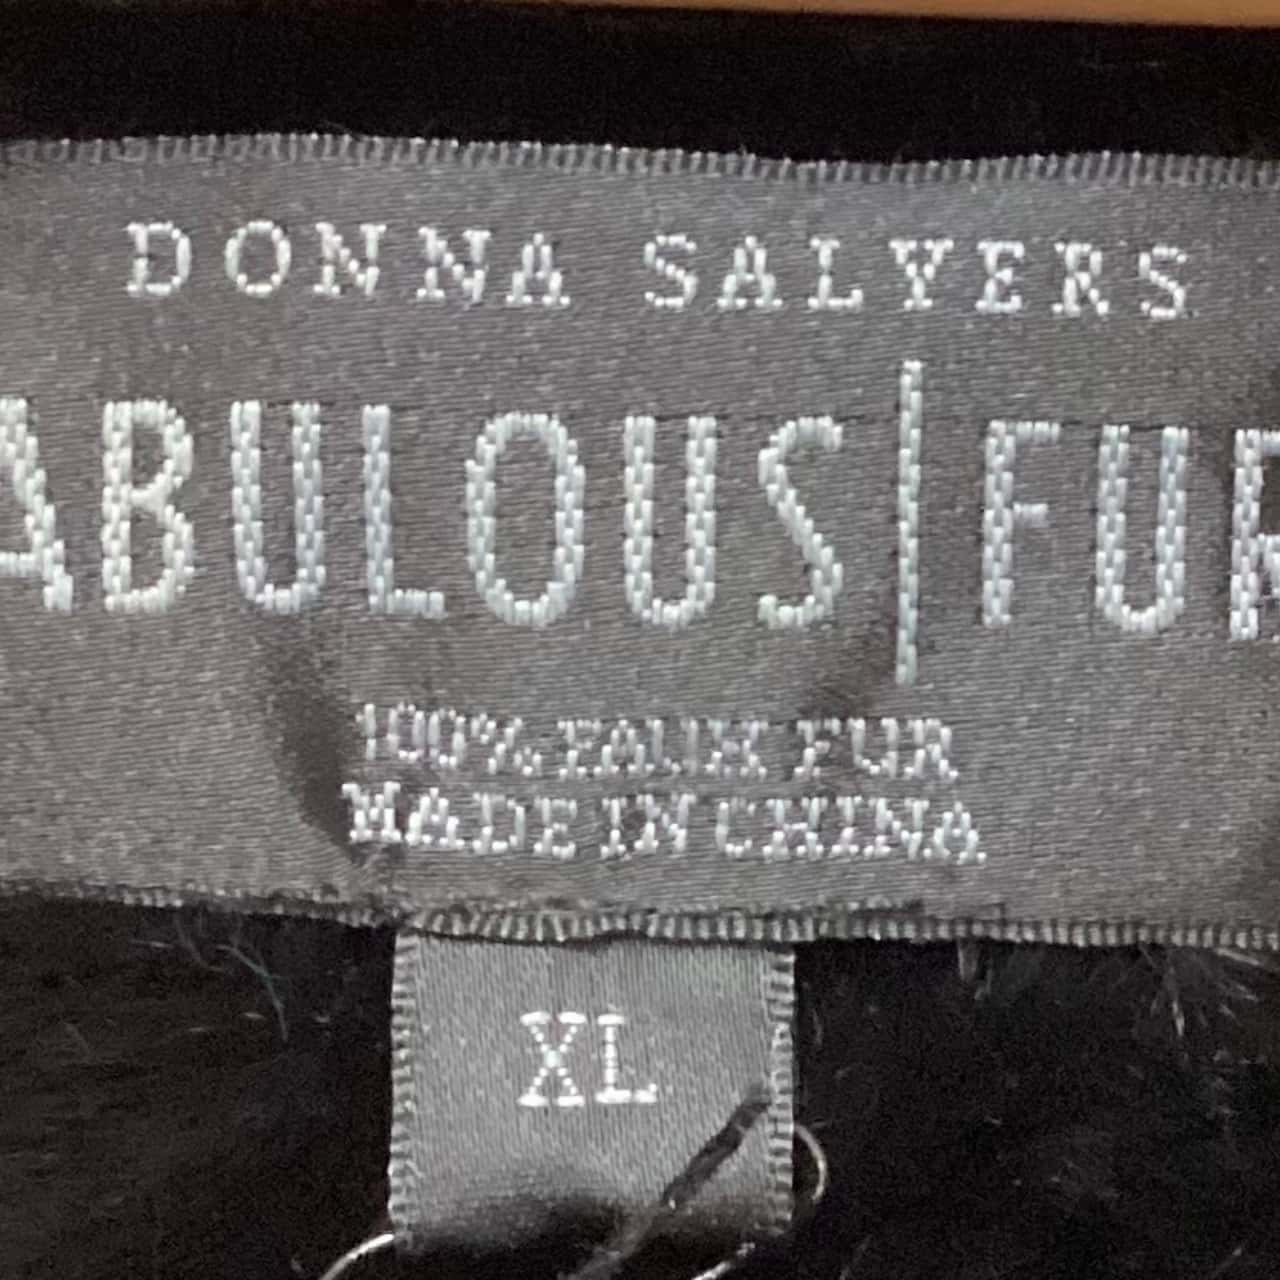 DONNA SALYERS
ABULOUS|FUR
100% FAUX FUR
MADE IN CHINA
XL